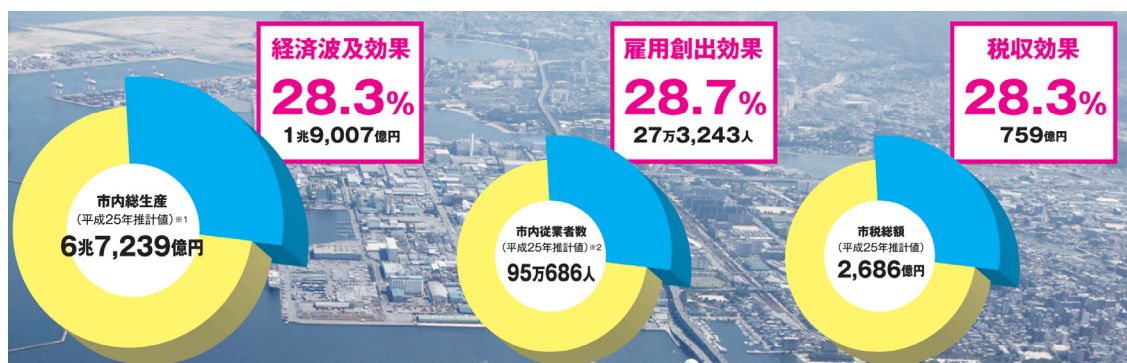 経済波及効果
28.3%
1兆9,007億円
市内総生産
(平成25年推計値)※1
6兆7,239億円
雇用創出効果
28.7%
27万3,243人
市内従業者数
(平成25年推計値)※2
95万686人
税収効果
28.3%
759億円
市税総額
(平成25年推計値)
2,686億円